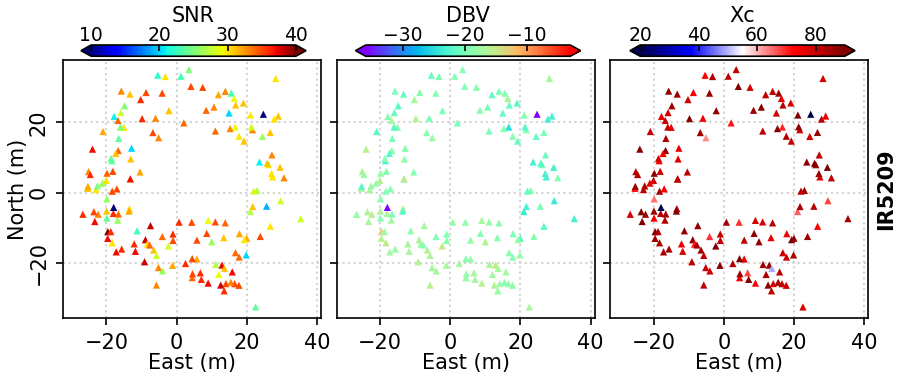 SNR DBV Xc
10 20 30 40 −30 −20 −10 20 40 60 80
20
0
−20
North (m)
IR5209
−20 0 20 40 −20 0 20 40 −20 0 20 40
East (m) East (m) East (m)